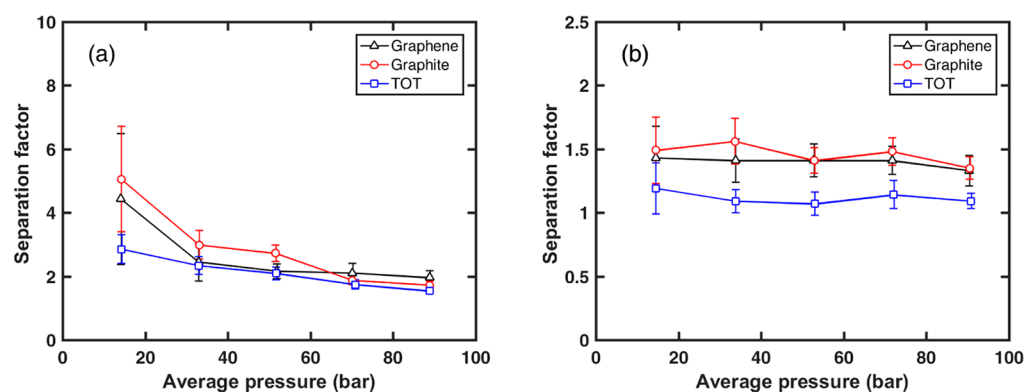 (a)
Graphene
Graphite
TOT
10
8
6
4
2
0
0 20 40 60 80 100
Separation factor
Average pressure (bar)
(b)
Graphene
Graphite
TOT
2.5
2
1.5
1
0.5
0
0 20 40 60 80 100
Separation factor
Average pressure (bar)